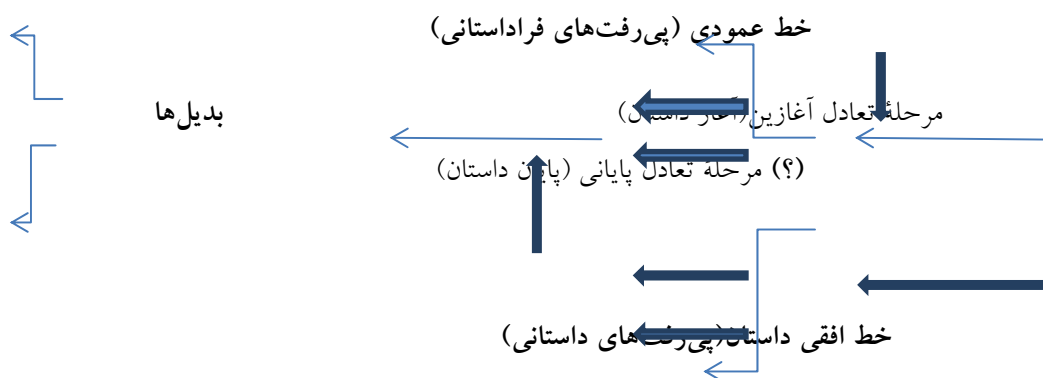 خط عمودی (پی‌رفت‌های فراداستانی)
مرحلهٔ تعادل آغازین(آغاز داستان)
بدیل‌ها
(؟) مرحلهٔ تعادل پایانی (پایان داستان)
خط افقی داستان(پی‌رفت‌های داستانی)